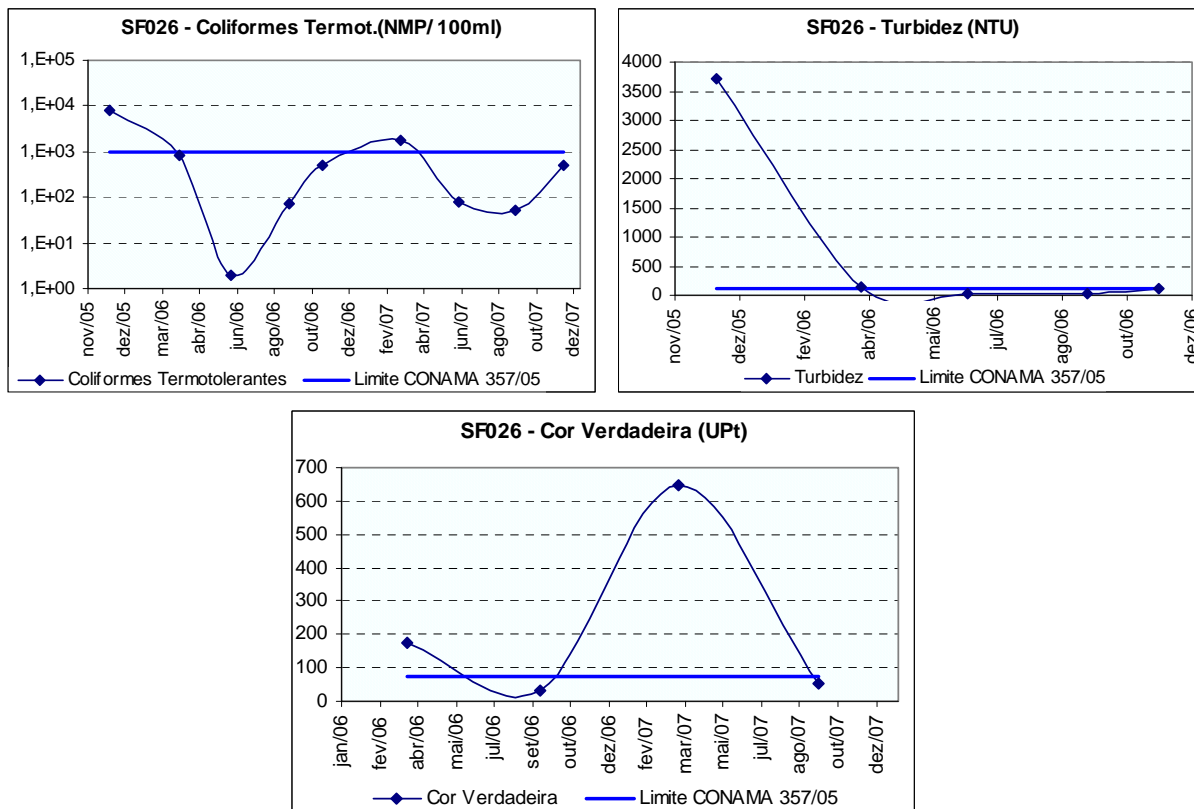 SF026 - Coliformes Termot.(NMP/ 100ml)
1,E+05
1,E+04
1,E+03
1,E+02
1,E+01
1,E+00
nov/05
dez/05
mar/06
abr/06
jun/06
ago/06
out/06
dez/06
fev/07
abr/07
jun/07
ago/07
out/07
dez/07
Coliformes Termotolerantes
Limite CONAMA 357/05
SF026 - Turbidez (NTU)
4000
3500
3000
2500
2000
1500
1000
500
0
nov/05
dez/05
fev/06
abr/06
mai/06
jul/06
ago/06
out/06
dez/06
Turbidez
Limite CONAMA 357/05
SF026 - Cor Verdadeira (UPt)
700
600
500
400
300
200
100
0
jan/06
fev/06
abr/06
mai/06
jul/06
set/06
out/06
dez/06
fev/07
mar/07
mai/07
jul/07
ago/07
out/07
dez/07
Cor Verdadeira
Limite CONAMA 357/05